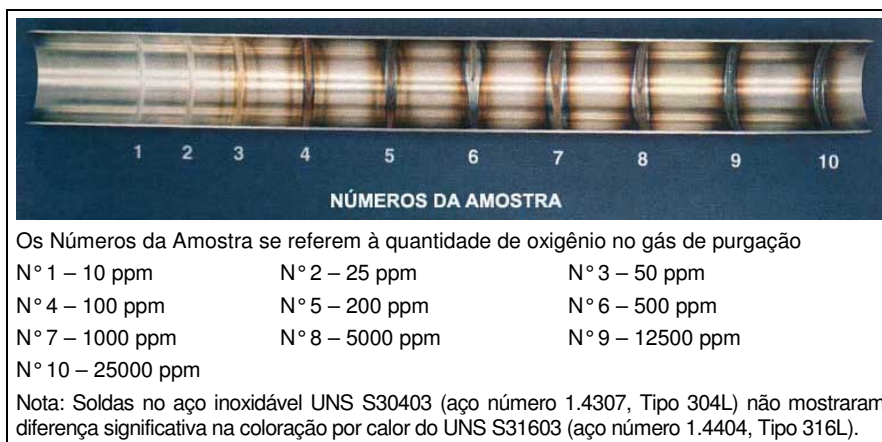 1 2 3 4 5 6 7 8 9 10
NÚMEROS DA AMOSTRA
Os Números da Amostra se referem à quantidade de oxigênio no gás de purgação
N° 1 – 10 ppm N° 2 – 25 ppm N° 3 – 50 ppm
N° 4 – 100 ppm N° 5 – 200 ppm N° 6 – 500 ppm
N° 7 – 1000 ppm N° 8 – 5000 ppm N° 9 – 12500 ppm
N° 10 – 25000 ppm
Nota: Soldas no aço inoxidável UNS S30403 (aço número 1.4307, Tipo 304L) não mostraram
diferença significativa na coloração por calor do UNS S31603 (aço número 1.4404, Tipo 316L).